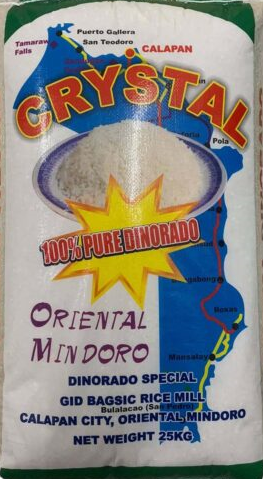 Puerto Gallera
San Teodoro
Tamaraw
Falls
CALAPAN
CRYSTAL
Pola
100% PURE DINORADO
Roxas
ORIENTAL
MINDORO
Mansalay
DINORADO SPECIAL
GID BAGSIC RICE MILL
Bulalacao (San Pedro)
CALAPAN CITY, ORIENTAL MINDORO
NET WEIGHT 25KG